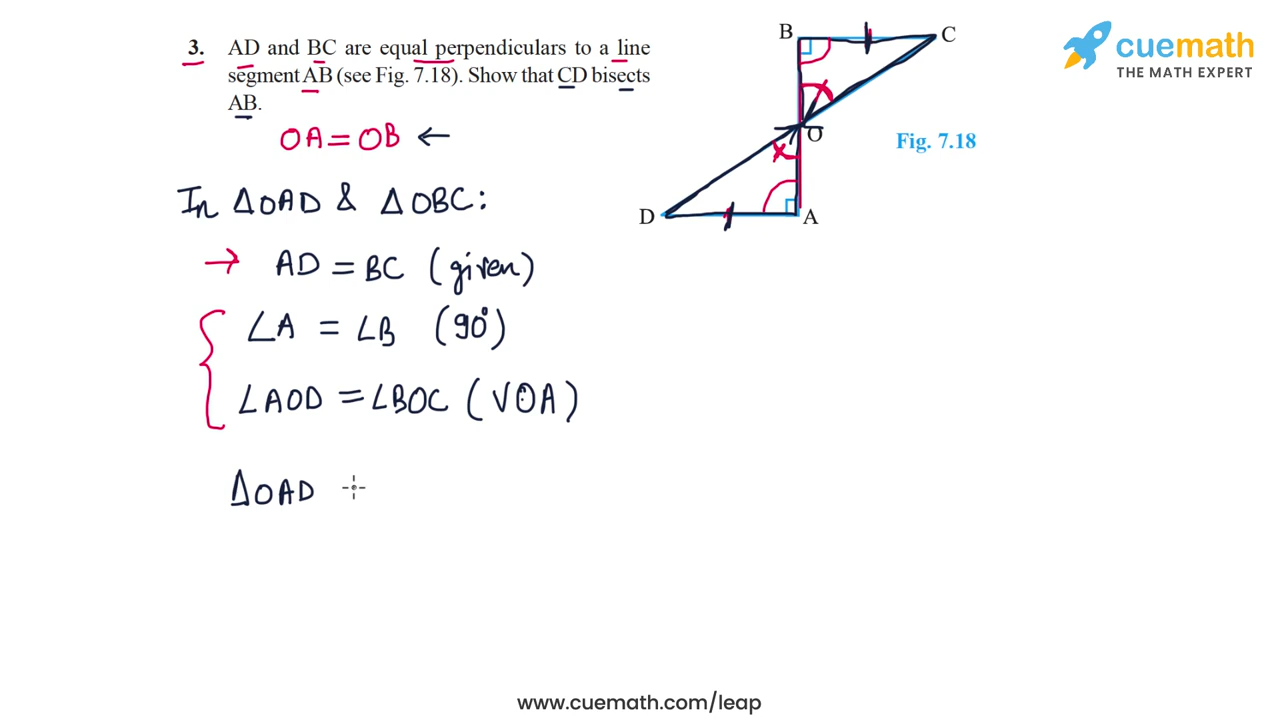 3. AD and BC are equal perpendiculars to a line
segment AB (see Fig. 7.18). Show that CD bisects
AB.
OA = OB ←
In ΔOAD & ΔOBC:
→ AD = BC (given)
∠A = ∠B (90°)
∠AOD = ∠BOC (VOA)
ΔOAD
B
C
O
D
A
Fig. 7.18
cuemath
THE MATH EXPERT
www.cuemath.com/leap